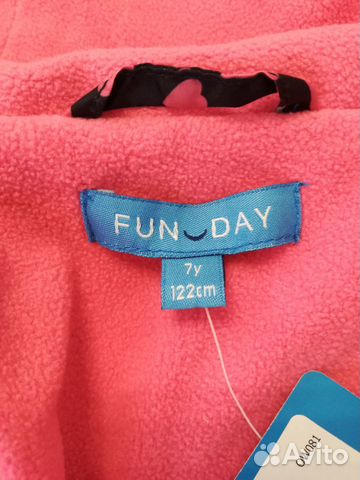 FUN DAY
7y
122cm
OW081
Avito